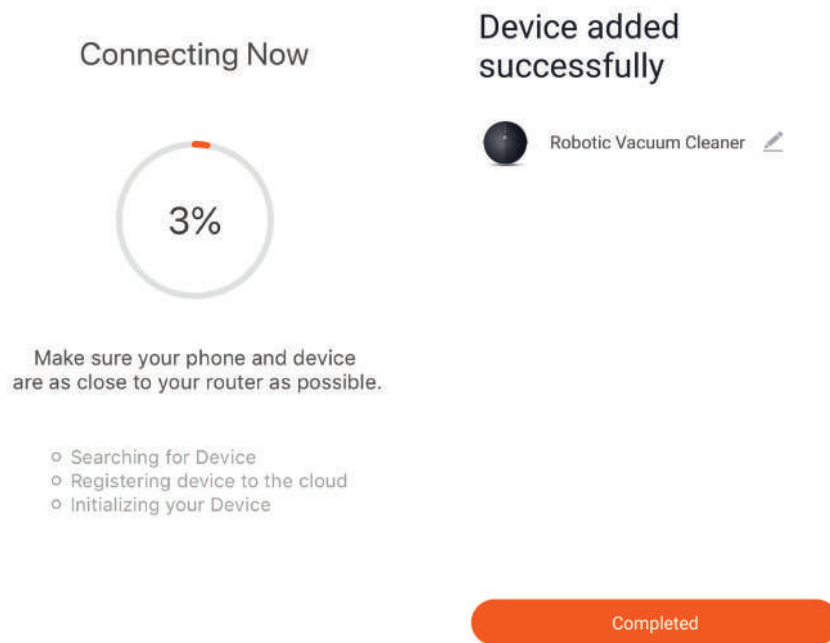 Connecting Now
3%
Make sure your phone and device
are as close to your router as possible.
Searching for Device
Registering device to the cloud
Initializing your Device
Device added
successfully
Robotic Vacuum Cleaner
Completed